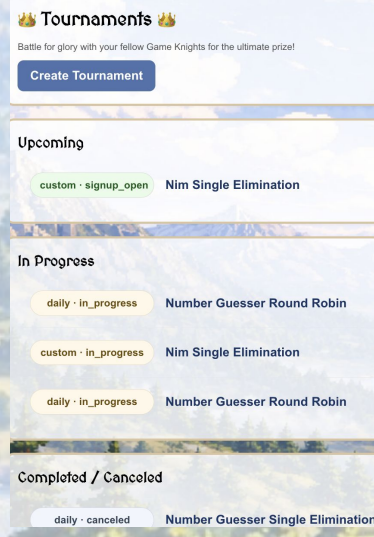 👑 Tournaments 👑
Battle for glory with your fellow Game Knights for the ultimate prize!
Create Tournament
Upcoming
custom · signup_open Nim Single Elimination
In Progress
daily · in_progress Number Guesser Round Robin
custom · in_progress Nim Single Elimination
daily · in_progress Number Guesser Round Robin
Completed / Canceled
daily · canceled Number Guesser Single Elimination